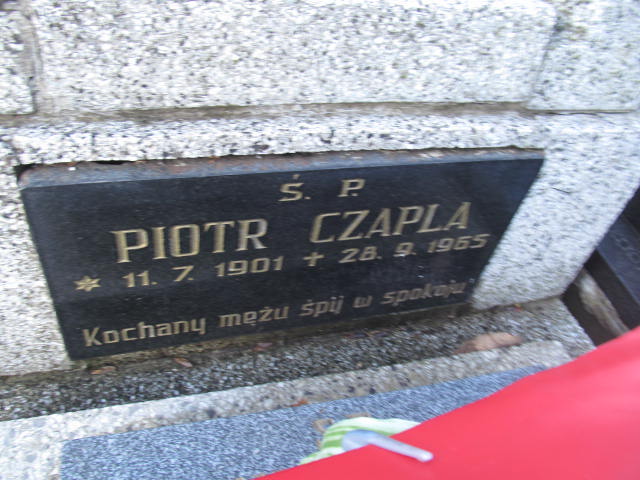 Ś. P.
PIOTR CZAPLA
* 11. 7. 1901 + 28. 9. 1965
Kochany mężu śpij w spokoju